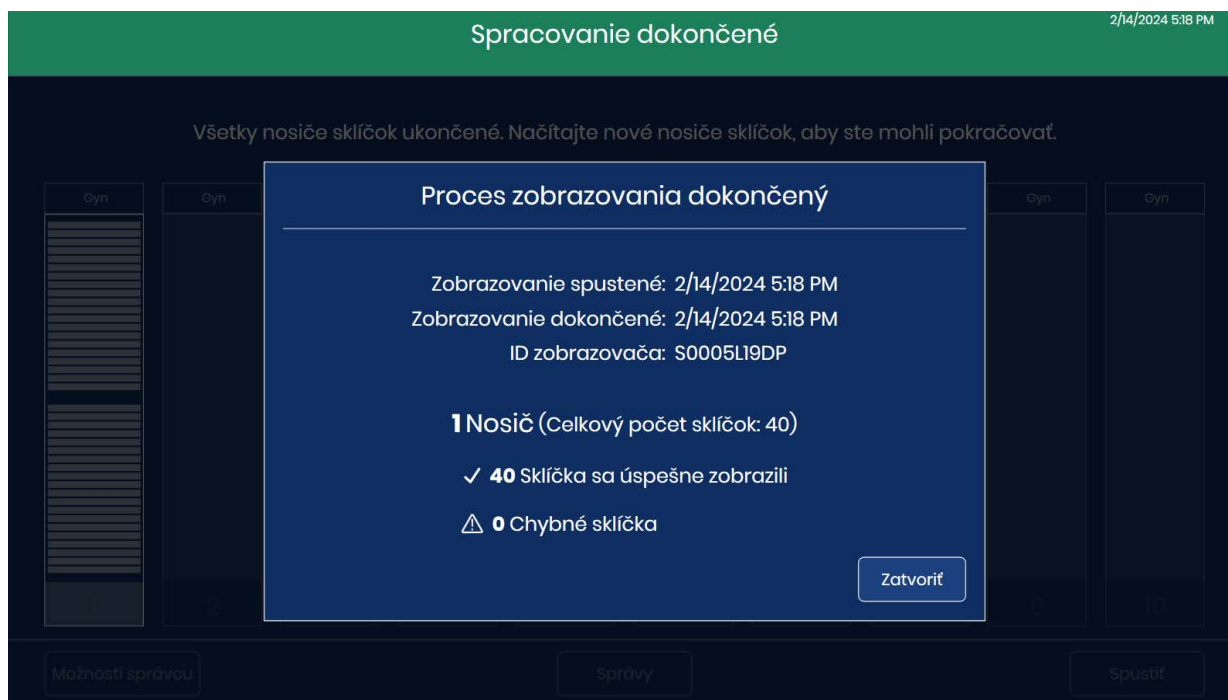 Spracovanie dokončené
2/14/2024 5:18 PM
Všetky nosiče sklíčok ukončené. Načítajte nové nosiče sklíčok, aby ste mohli pokračovať.
Gyn Gyn Gyn Gyn
Proces zobrazovania dokončený
Zobrazovanie spustené: 2/14/2024 5:18 PM
Zobrazovanie dokončené: 2/14/2024 5:18 PM
ID zobrazovača: S0005L19DP
1 Nosič (Celkový počet sklíčok: 40)
✓ 40 Sklíčka sa úspešne zobrazili
⚠ 0 Chybné sklíčka
Zatvoriť
1 2 9 10
Možnosti správcu Správy Spustiť